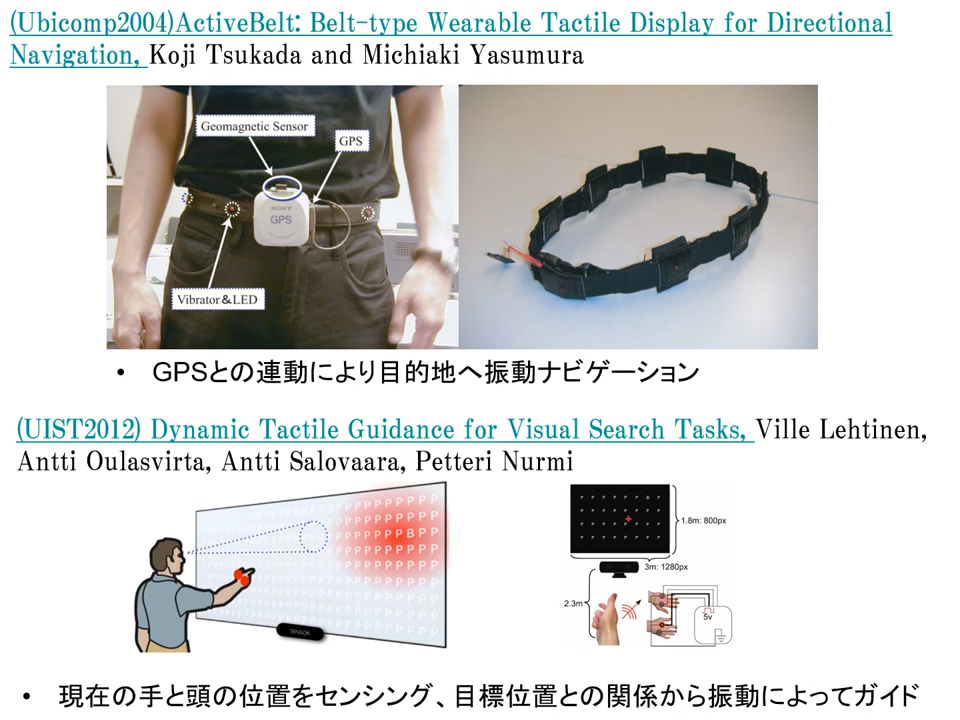 (Ubicomp2004)ActiveBelt: Belt-type Wearable Tactile Display for Directional
Navigation, Koji Tsukada and Michiaki Yasumura
Geomagnetic Sensor
GPS
SONY
GPS
Vibrator&LED
• GPSとの連動により目的地へ振動ナビゲーション
(UIST2012) Dynamic Tactile Guidance for Visual Search Tasks, Ville Lehtinen,
Antti Oulasvirta, Antti Salovaara, Petteri Nurmi
SENSOR
1.8m: 800px
3m: 1280px
2.3m
5v
• 現在の手と頭の位置をセンシング、目標位置との関係から振動によってガイド